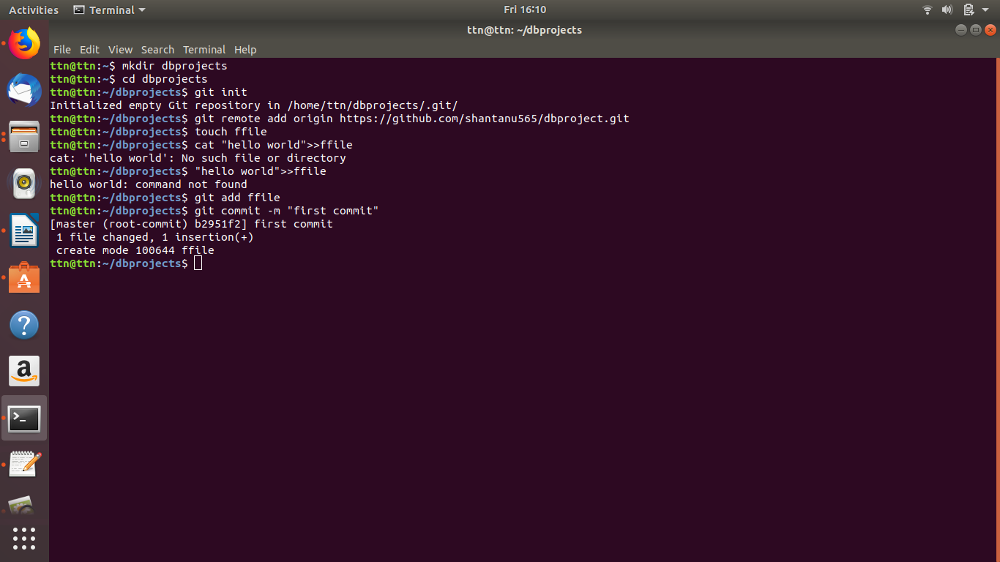 Activities Terminal Fri 16:10
ttn@ttn: ~/dbprojects
File Edit View Search Terminal Help
ttn@ttn:~$ mkdir dbprojects
ttn@ttn:~$ cd dbprojects
ttn@ttn:~/dbprojects$ git init
Initialized empty Git repository in /home/ttn/dbprojects/.git/
ttn@ttn:~/dbprojects$ git remote add origin https://github.com/shantanu565/dbproject.git
ttn@ttn:~/dbprojects$ touch ffile
ttn@ttn:~/dbprojects$ cat "hello world">>ffile
cat: 'hello world': No such file or directory
ttn@ttn:~/dbprojects$ "hello world">>ffile
hello world: command not found
ttn@ttn:~/dbprojects$ git add ffile
ttn@ttn:~/dbprojects$ git commit -m "first commit"
[master (root-commit) b2951f2] first commit
 1 file changed, 1 insertion(+)
 create mode 100644 ffile
ttn@ttn:~/dbprojects$